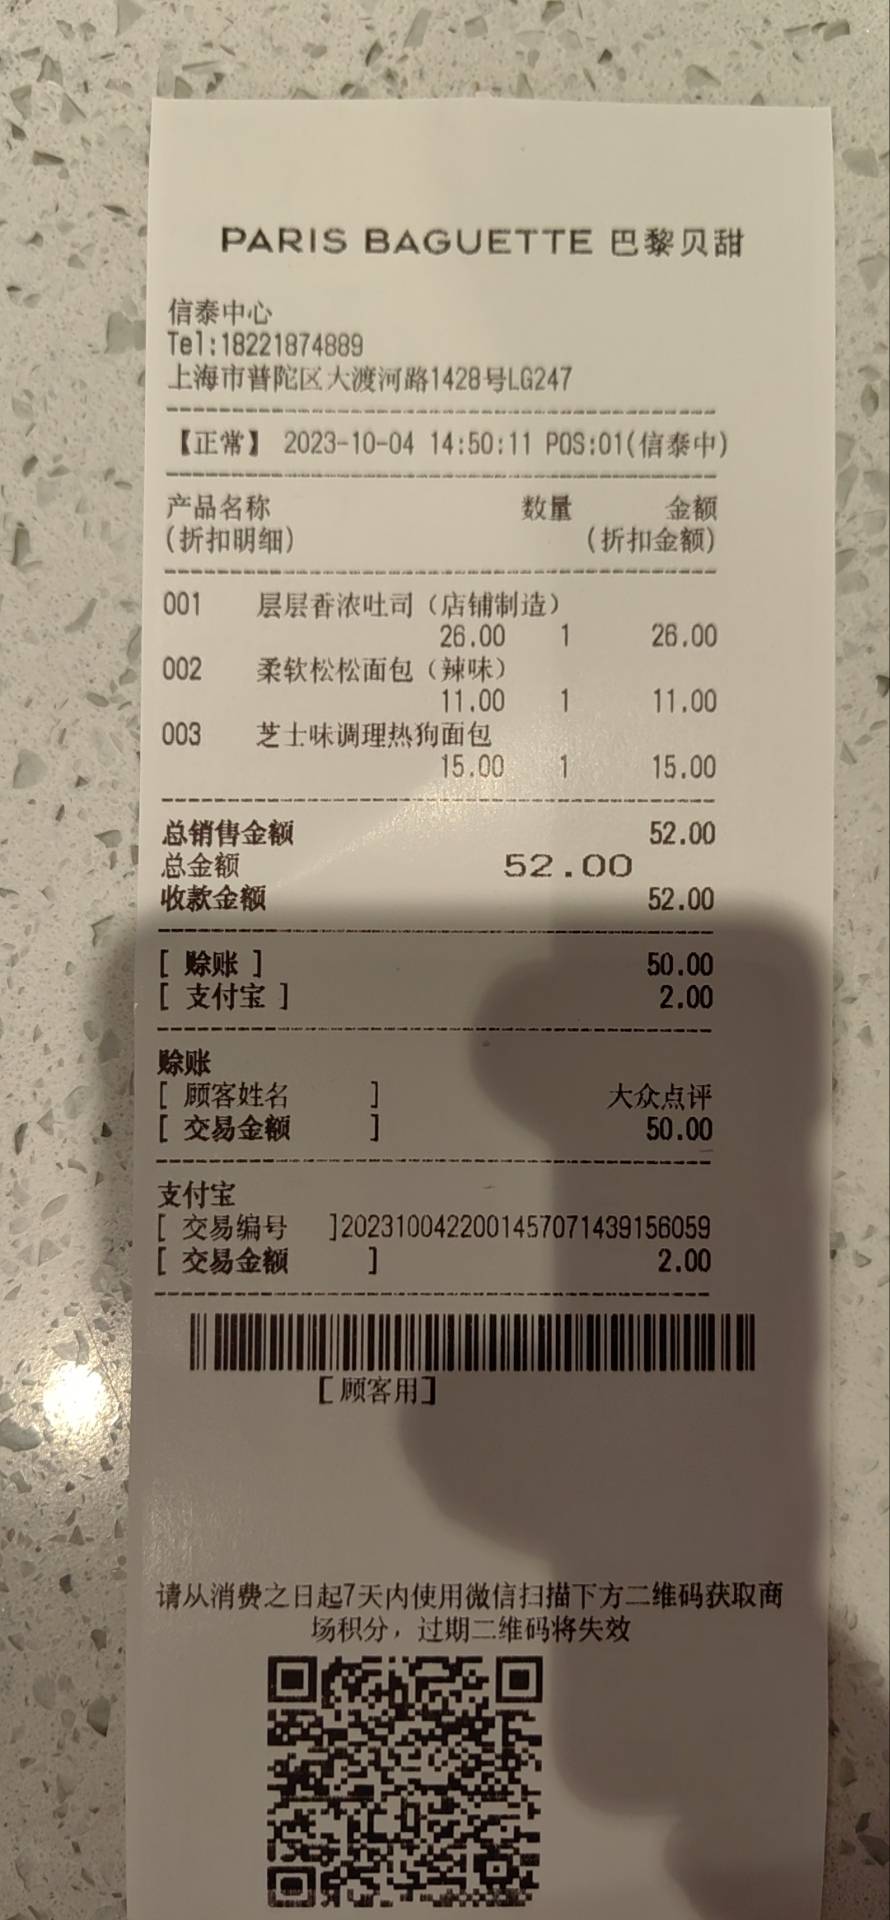 PARIS BAGUETTE 巴黎贝甜
信泰中心
Tel:18221874889
上海市普陀区大渡河路1428号LG247
【正常】 2023-10-04 14:50:11 POS:01(信泰中)
产品名称 数量 金额
(折扣明细) (折扣金额)
001 层层香浓吐司（店铺制造）
26.00 1 26.00
002 柔软松松面包（辣味）
11.00 1 11.00
003 芝士味调理热狗面包
15.00 1 15.00
总销售金额 52.00
总金额 52.00
收款金额 52.00
[ 赊账 ] 50.00
[ 支付宝 ] 2.00
赊账
[ 顾客姓名 ] 大众点评
[ 交易金额 ] 50.00
支付宝
[ 交易编号 ]2023100422001457071439156059
[ 交易金额 ] 2.00
[ 顾客用]
请从消费之日起7天内使用微信扫描下方二维码获取商
场积分，过期二维码将失效